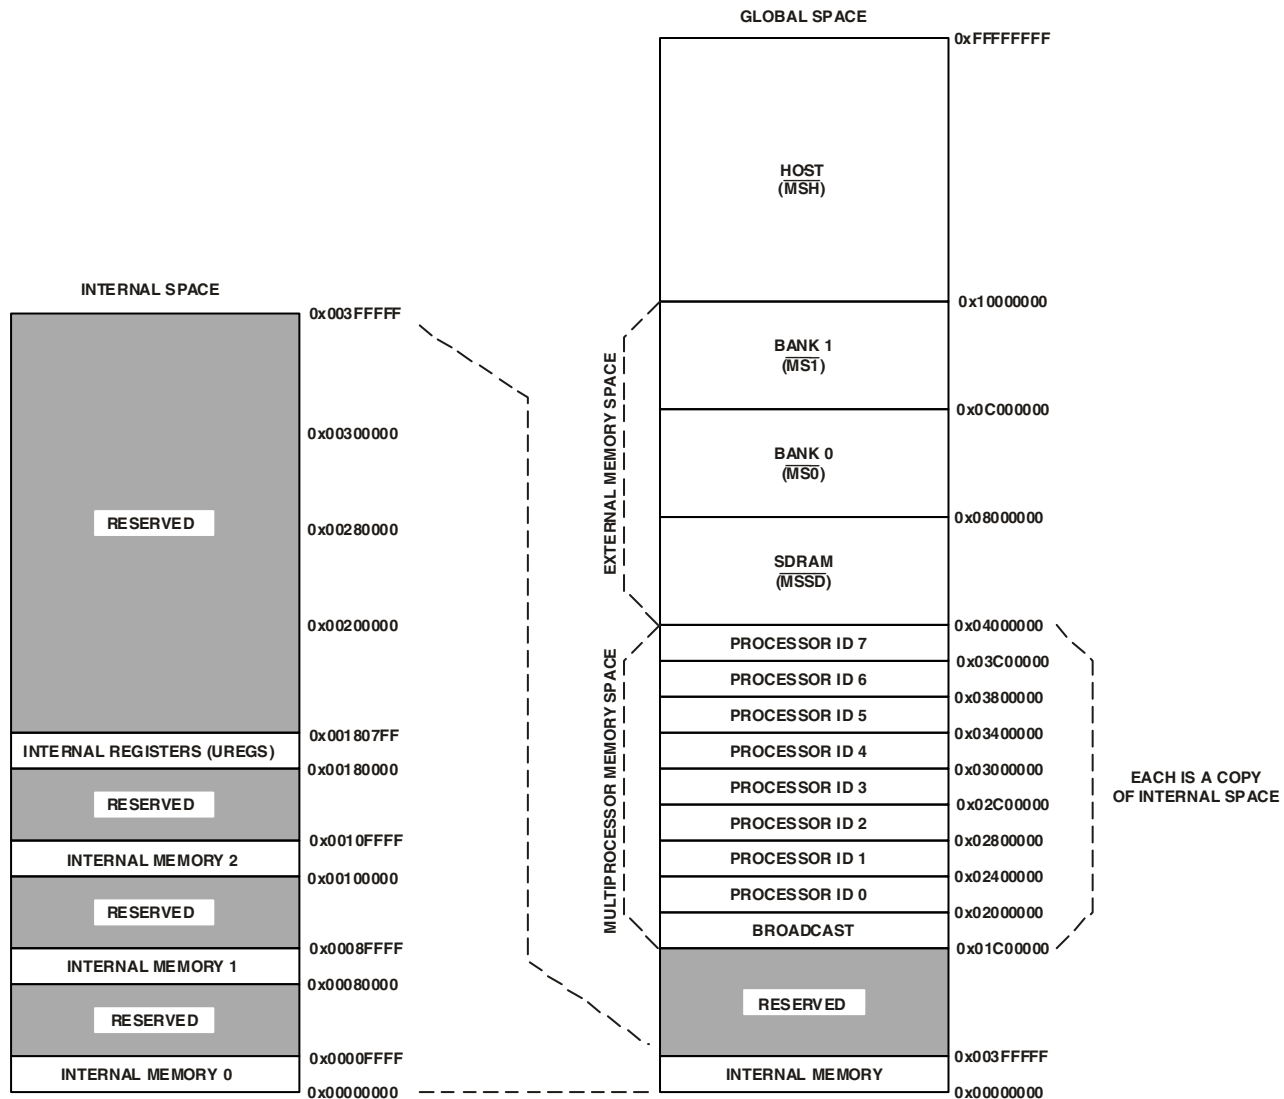 GLOBAL SPACE
0xFFFFFFFF
HOST
(MSH)
INTERNAL SPACE
0x10000000
0x003FFFFF
BANK 1
(MS1)
EXTERNAL MEMORY SPACE
0x0C000000
0x00300000
BANK 0
(MS0)
RESERVED
0x08000000
0x00280000
SDRAM
(MSSD)
0x00200000
0x04000000
PROCESSOR ID 7
MULTIPROCESSOR MEMORY SPACE
0x03C00000
PROCESSOR ID 6
0x03800000
PROCESSOR ID 5
0x001807FF
0x03400000
INTERNAL REGISTERS (UREGS)
PROCESSOR ID 4
0x00180000
0x03000000
EACH IS A COPY
OF INTERNAL SPACE
PROCESSOR ID 3
RESERVED
0x02C00000
PROCESSOR ID 2
0x0010FFFF
0x02800000
INTERNAL MEMORY 2
PROCESSOR ID 1
0x00100000
0x02400000
PROCESSOR ID 0
RESERVED
0x02000000
BROADCAST
0x0008FFFF
0x01C00000
INTERNAL MEMORY 1
0x00080000
RESERVED
RESERVED
0x0000FFFF
0x003FFFFF
INTERNAL MEMORY 0
INTERNAL MEMORY
0x00000000
0x00000000